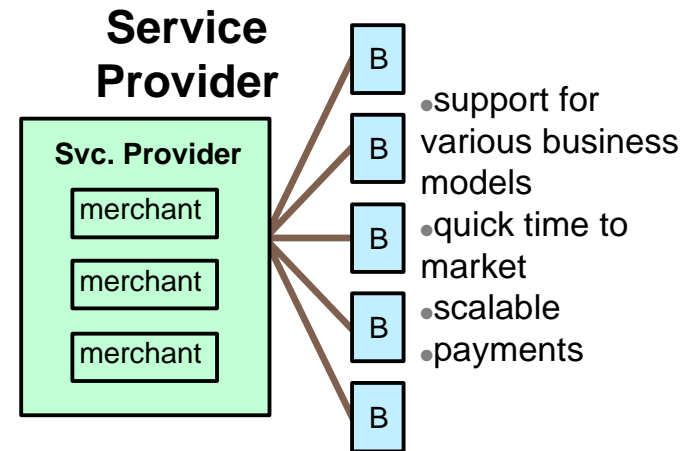 Service
Provider
Svc. Provider
merchant
merchant
merchant
B
B
B
B
B
•support for
various business
models
•quick time to
market
•scalable
•payments